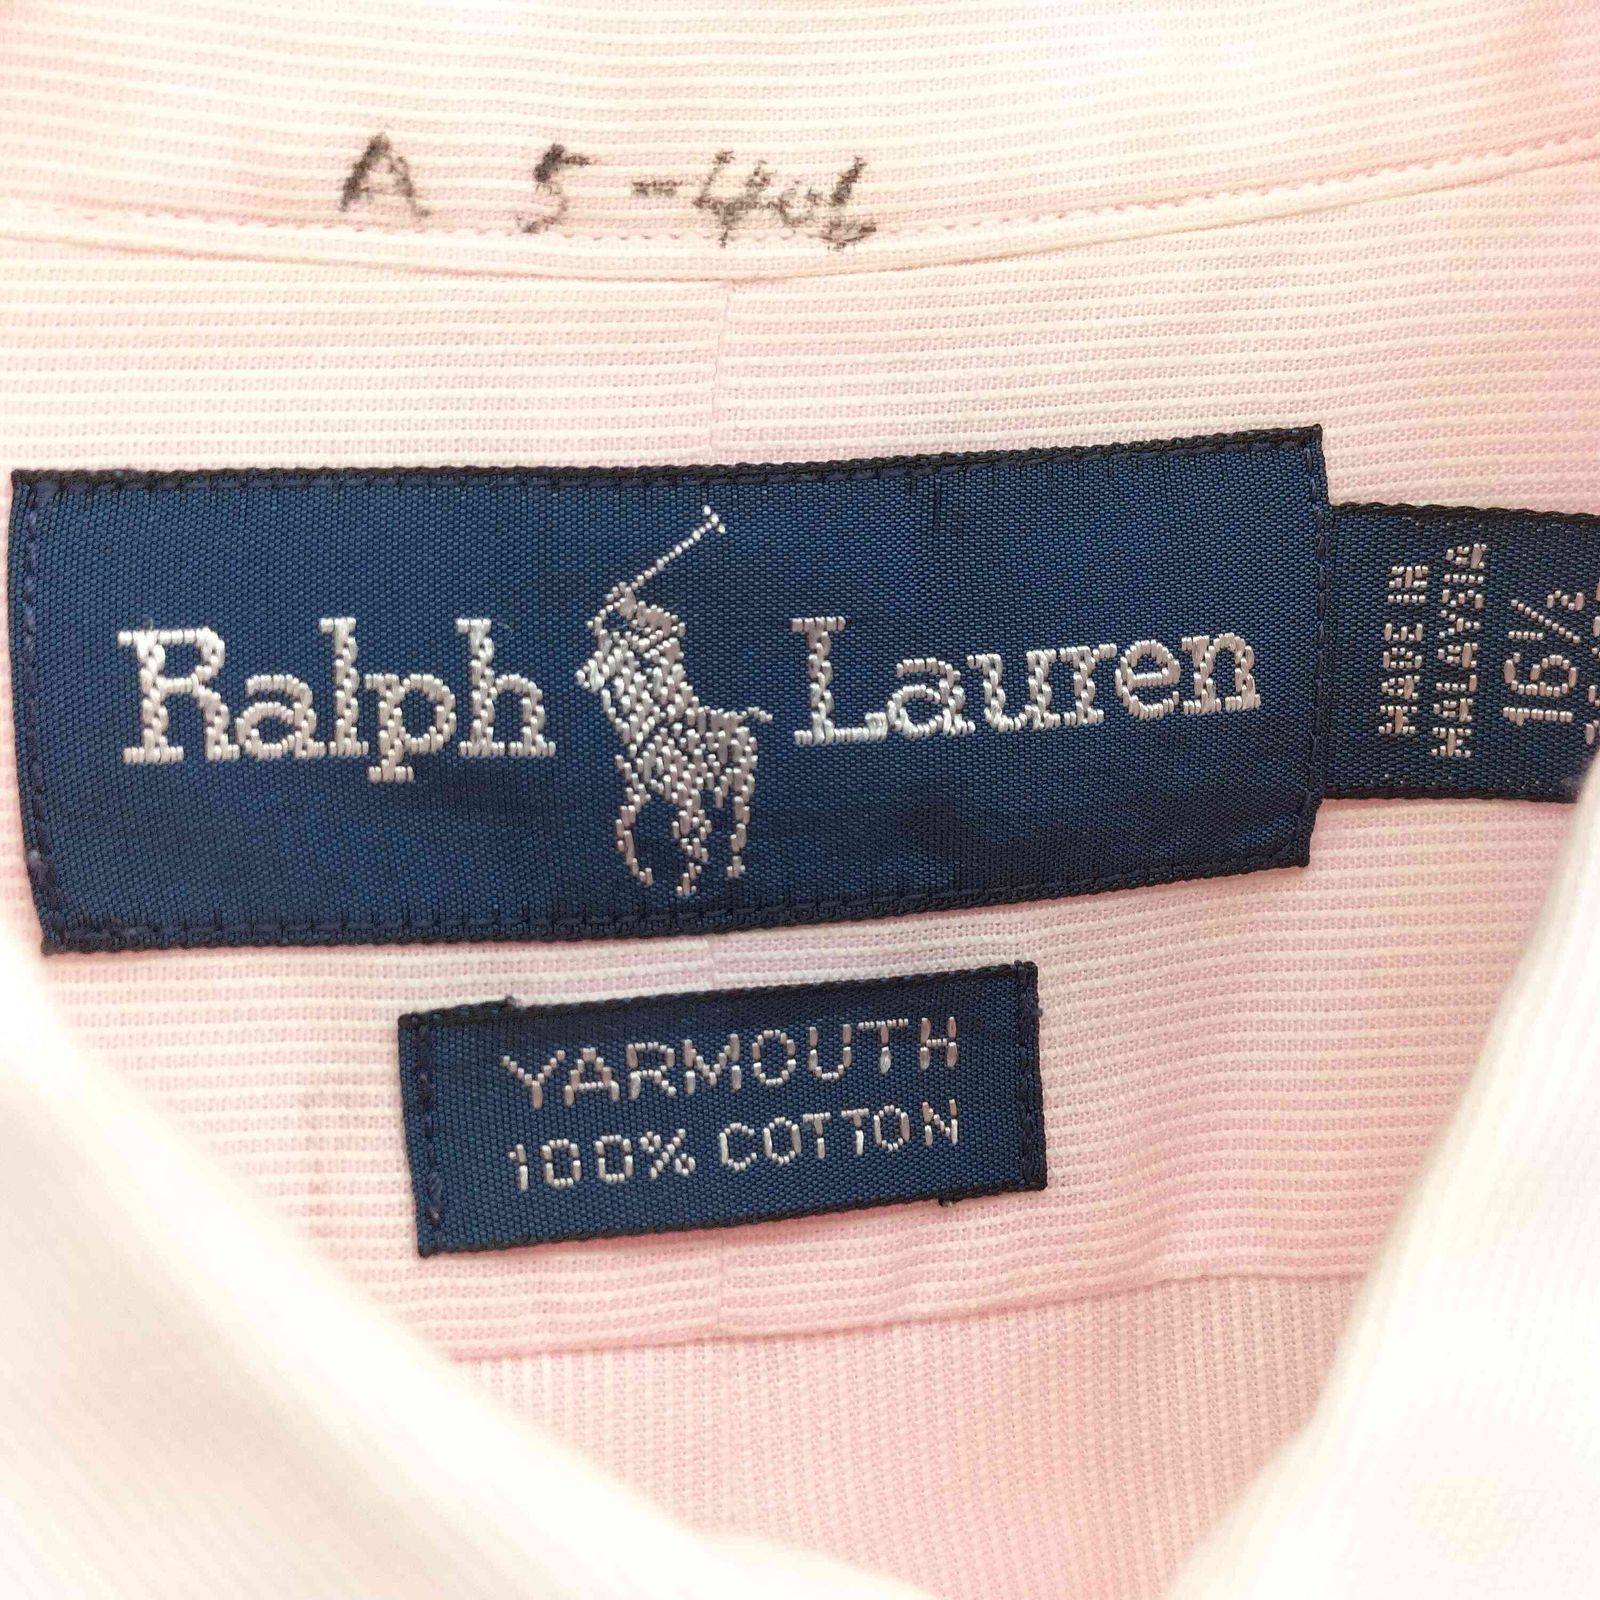 A 5-406
Ralph Lauren
MADE IN
MALAYSIA
16½
YARMOUTH
100% COTTON